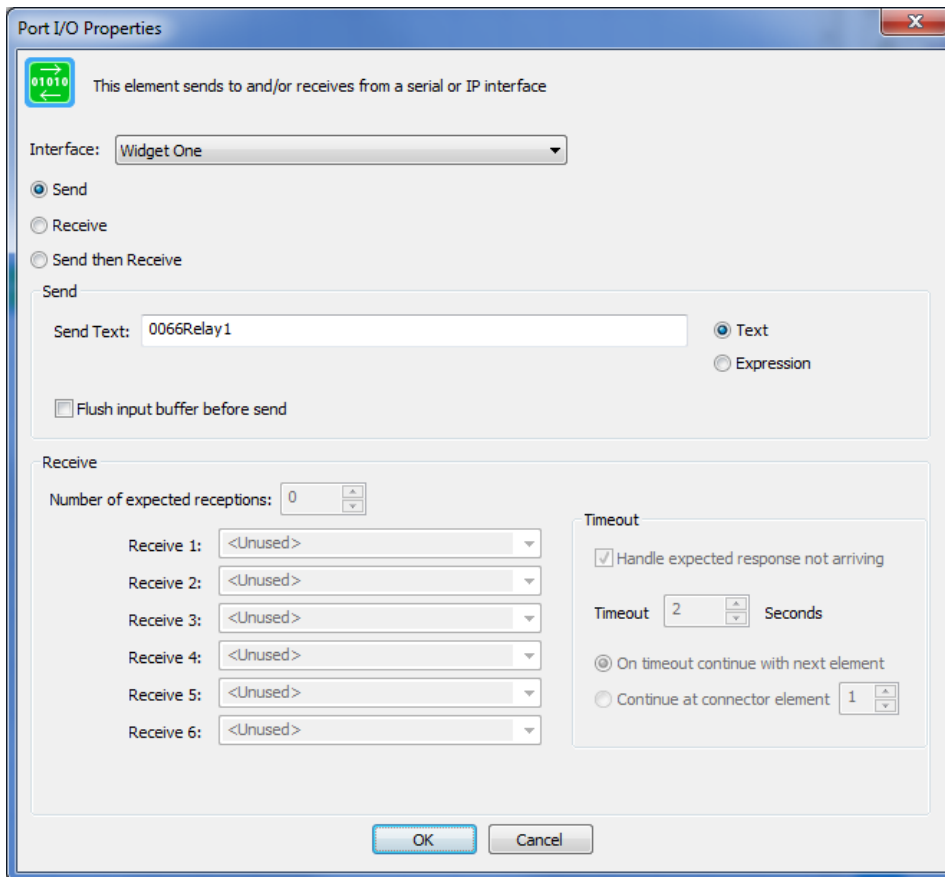 Port I/O Properties
01010
This element sends to and/or receives from a serial or IP interface
Interface: Widget One
Send
Receive
Send then Receive
Send
Send Text: 0066Relay1
Text
Expression
Flush input buffer before send
Receive
Number of expected receptions: 0
Receive 1: <Unused>
Receive 2: <Unused>
Receive 3: <Unused>
Receive 4: <Unused>
Receive 5: <Unused>
Receive 6: <Unused>
Timeout
Handle expected response not arriving
Timeout 2 Seconds
On timeout continue with next element
Continue at connector element 1
OK Cancel